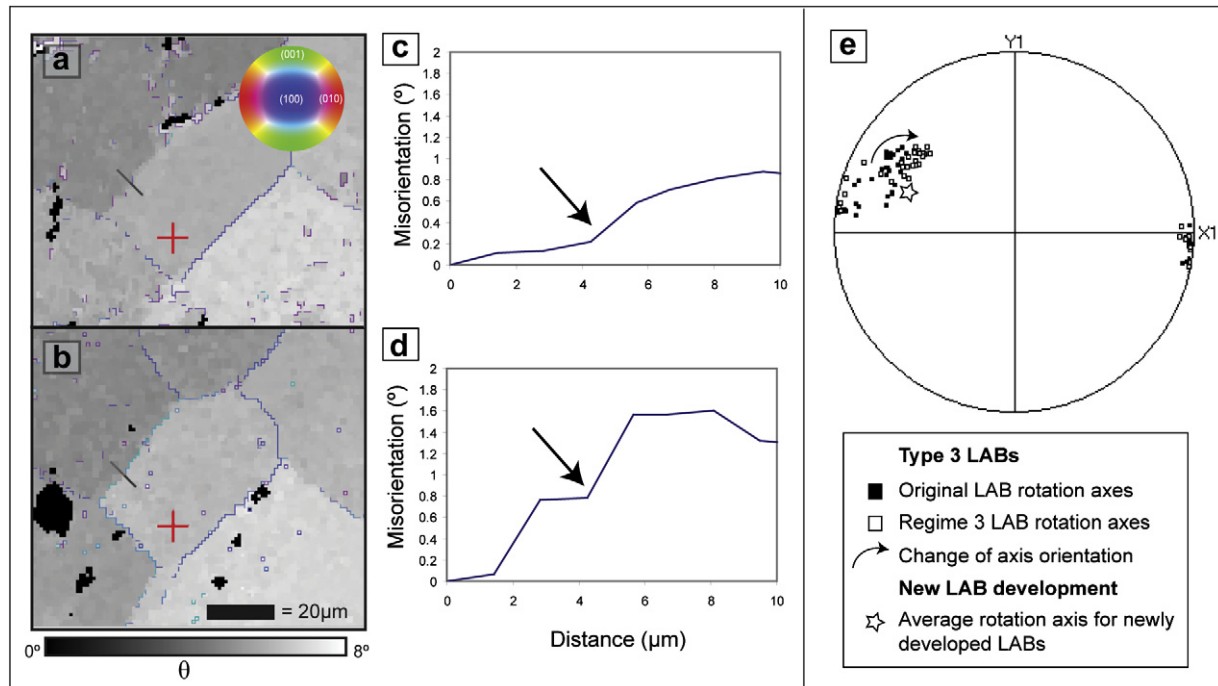 a
(001)
(100)
(010)
b
= 20μm
0º
8º
θ
c
Misorientation (º)
2
1.8
1.6
1.4
1.2
1
0.8
0.6
0.4
0.2
0
0 2 4 6 8 10
d
Misorientation (º)
2
1.8
1.6
1.4
1.2
1
0.8
0.6
0.4
0.2
0
0 2 4 6 8 10
Distance (μm)
e
Y1
X1
Type 3 LABs
Original LAB rotation axes
Regime 3 LAB rotation axes
Change of axis orientation
New LAB development
Average rotation axis for newly
developed LABs